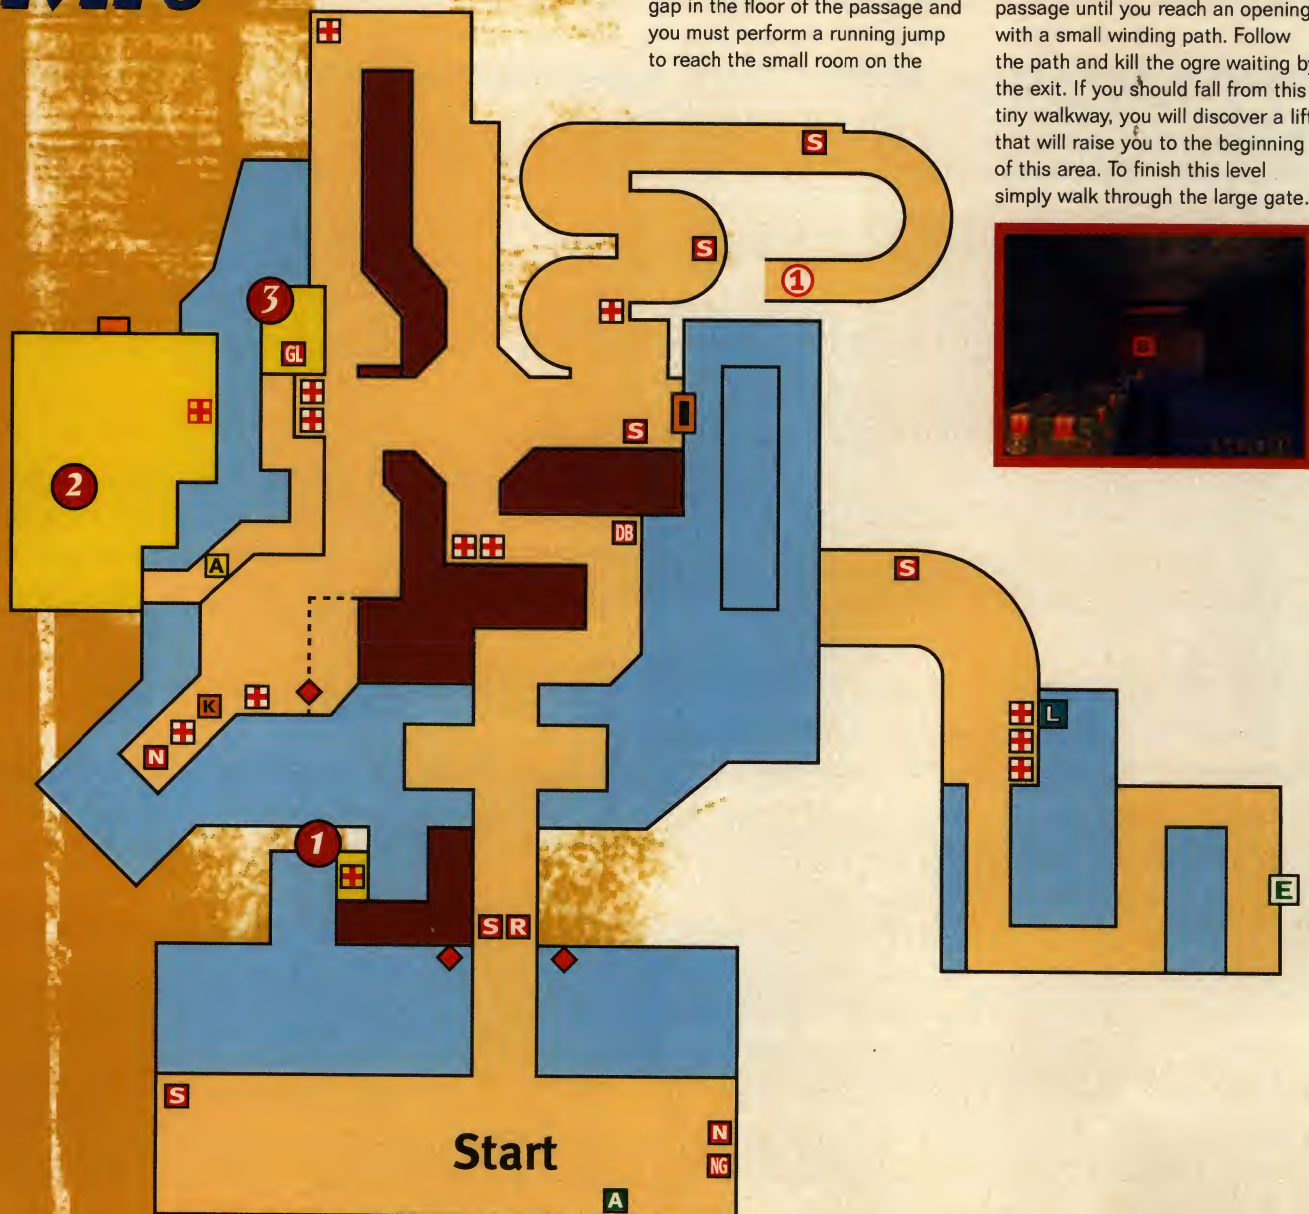 gap in the floor of the passage and
you must perform a running jump
to reach the small room on the
passage until you reach an opening
with a small winding path. Follow
the path and kill the ogre waiting by
the exit. If you should fall from this
tiny walkway, you will discover a lift
that will raise you to the beginning
of this area. To finish this level
simply walk through the large gate.
S
S
1
3
GL
S
2
DB
S
A
K
N
L
1
E
S R
S
N
NG
Start
A